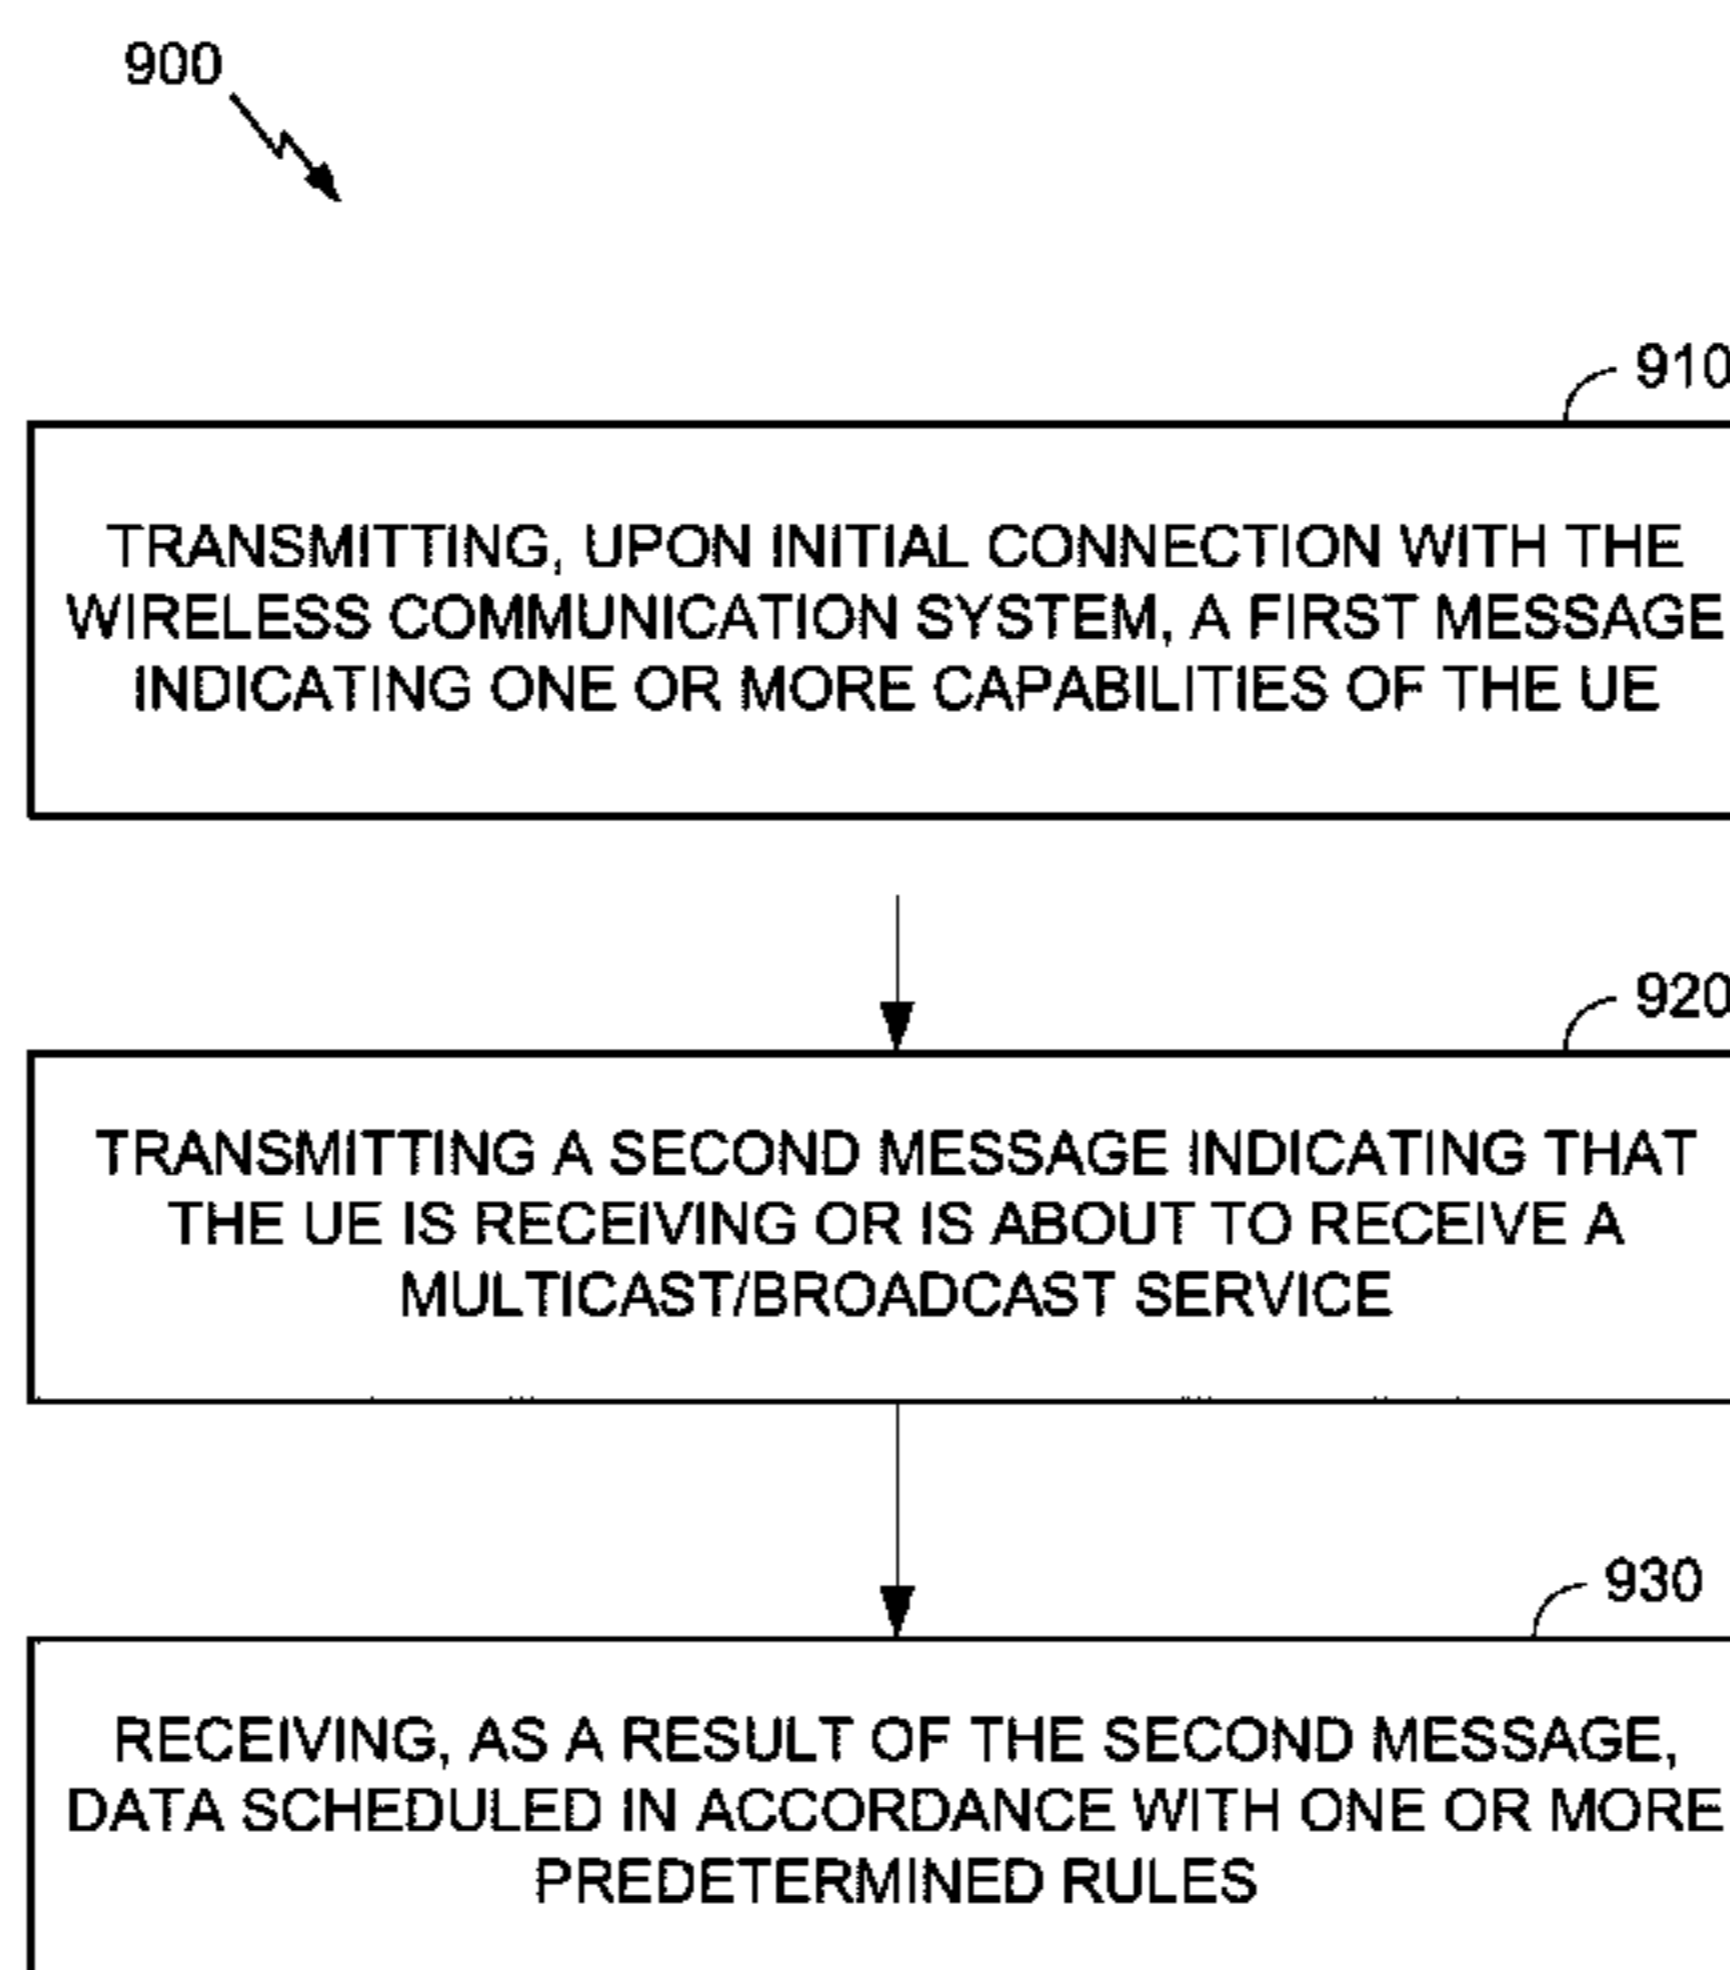 900
910
TRANSMITTING, UPON INITIAL CONNECTION WITH THE
WIRELESS COMMUNICATION SYSTEM, A FIRST MESSAGE
INDICATING ONE OR MORE CAPABILITIES OF THE UE
920
TRANSMITTING A SECOND MESSAGE INDICATING THAT
THE UE IS RECEIVING OR IS ABOUT TO RECEIVE A
MULTICAST/BROADCAST SERVICE
930
RECEIVING, AS A RESULT OF THE SECOND MESSAGE,
DATA SCHEDULED IN ACCORDANCE WITH ONE OR MORE
PREDETERMINED RULES